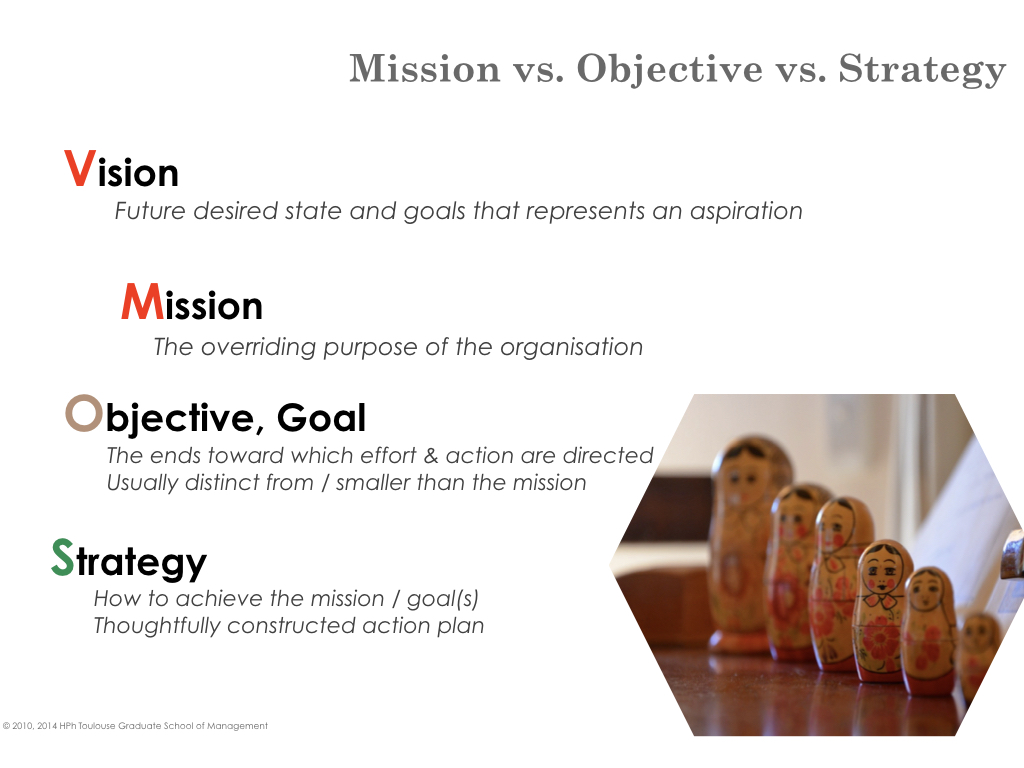 Mission vs. Objective vs. Strategy
Vision
Future desired state and goals that represents an aspiration
Mission
The overriding purpose of the organisation
Objective, Goal
The ends toward which effort & action are directed
Usually distinct from / smaller than the mission
Strategy
How to achieve the mission / goal(s)
Thoughtfully constructed action plan
© 2010, 2014 HPh Toulouse Graduate School of Management